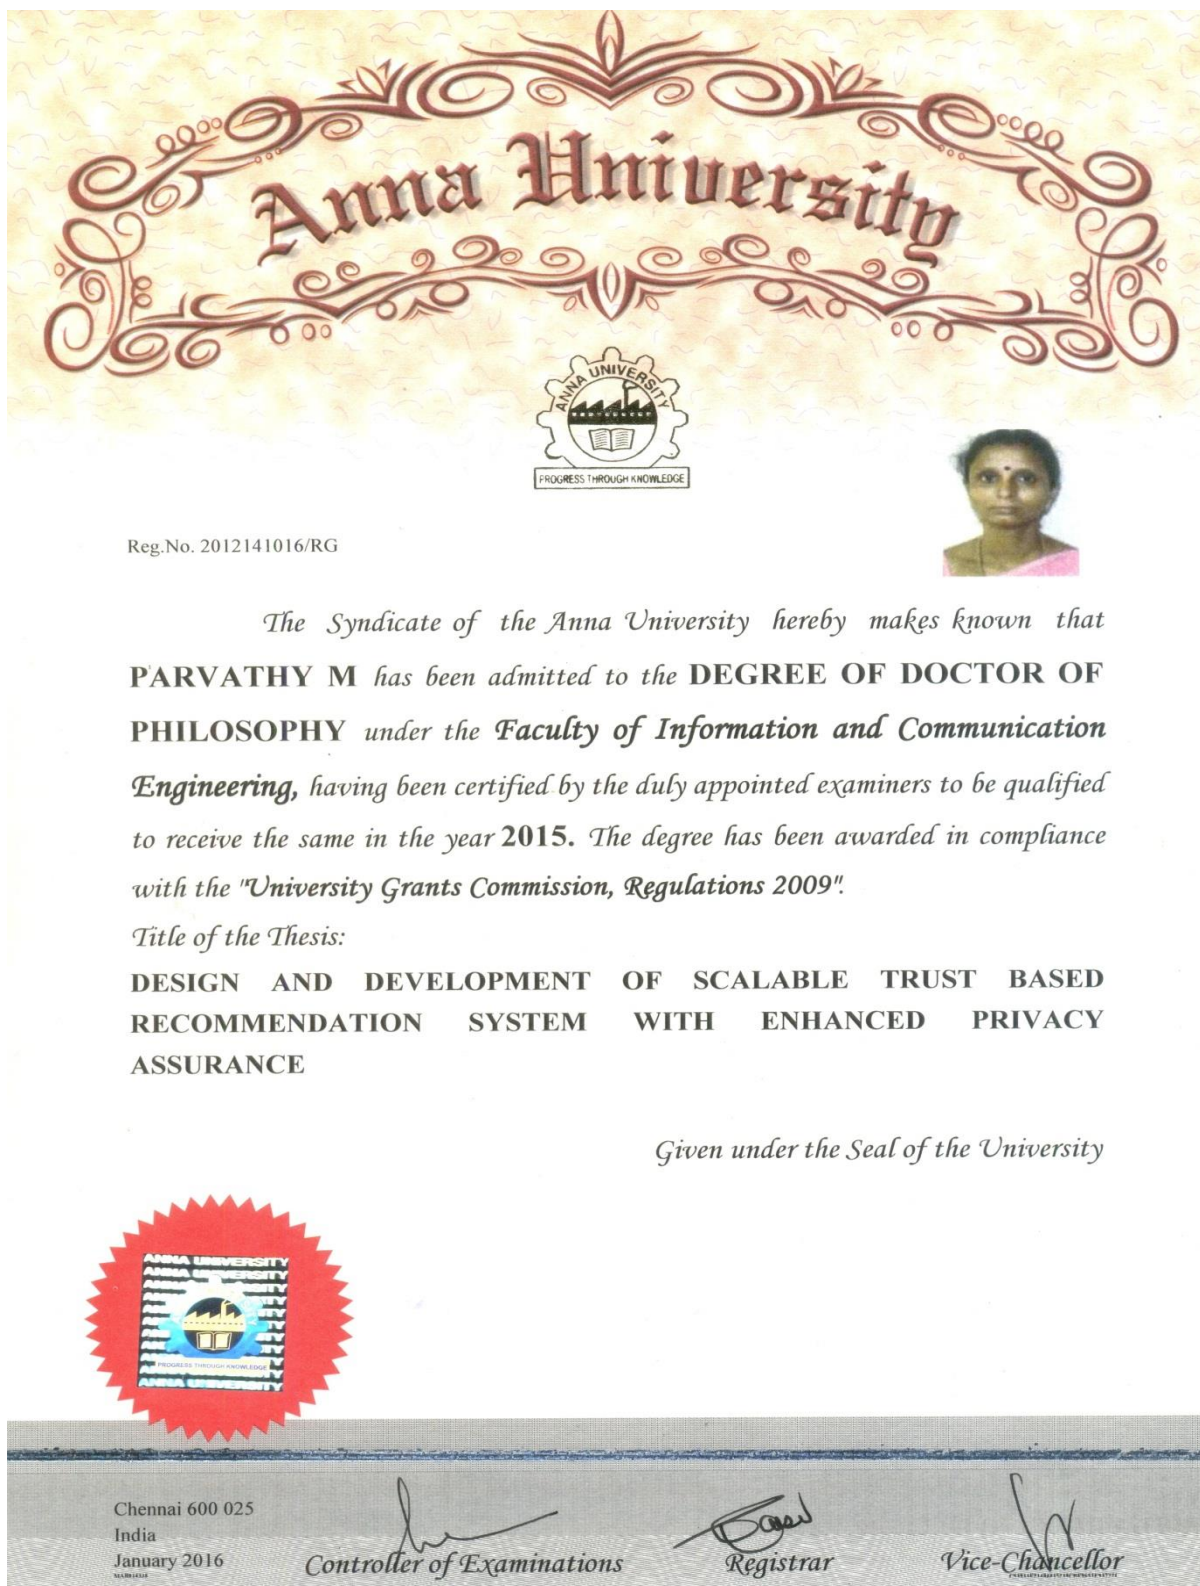 Anna University
ANNA UNIVERSITY
PROGRESS THROUGH KNOWLEDGE
Reg.No. 2012141016/RG
The Syndicate of the Anna University hereby makes known that
PARVATHY M has been admitted to the DEGREE OF DOCTOR OF
PHILOSOPHY under the Faculty of Information and Communication
Engineering, having been certified by the duly appointed examiners to be qualified
to receive the same in the year 2015. The degree has been awarded in compliance
with the "University Grants Commission, Regulations 2009".
Title of the Thesis:
DESIGN AND DEVELOPMENT OF SCALABLE TRUST BASED
RECOMMENDATION SYSTEM WITH ENHANCED PRIVACY
ASSURANCE
Given under the Seal of the University
ANNA UNIVERSITY
ANNA UNIVERSITY
PROGRESS THROUGH KNOWLEDGE
ANNA UNIVERSITY
Chennai 600 025
India
January 2016
Controller of Examinations
Registrar
Vice-Chancellor